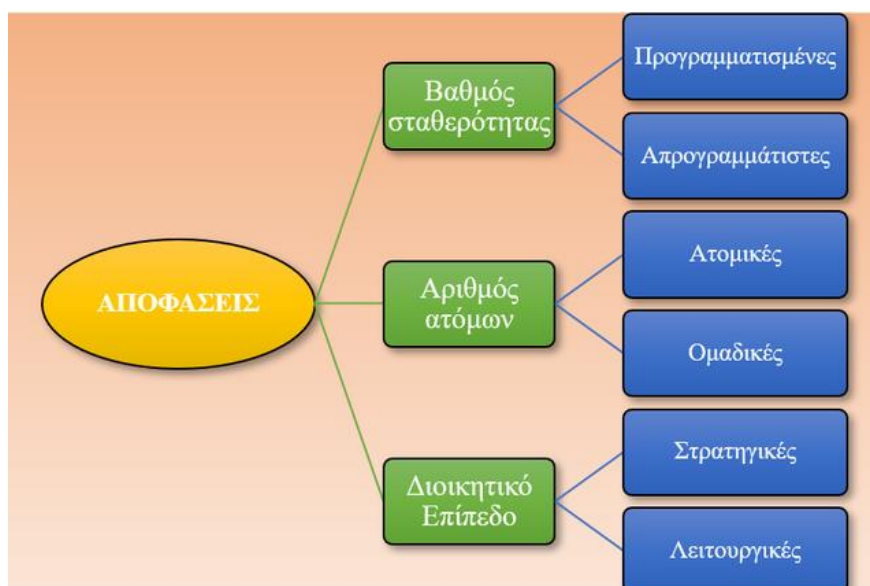 ΑΠΟΦΑΣΕΙΣ
Βαθμός
σταθερότητας
Προγραμματισμένες
Απρογραμμάτιστες
Αριθμός
ατόμων
Ατομικές
Ομαδικές
Διοικητικό
Επίπεδο
Στρατηγικές
Λειτουργικές